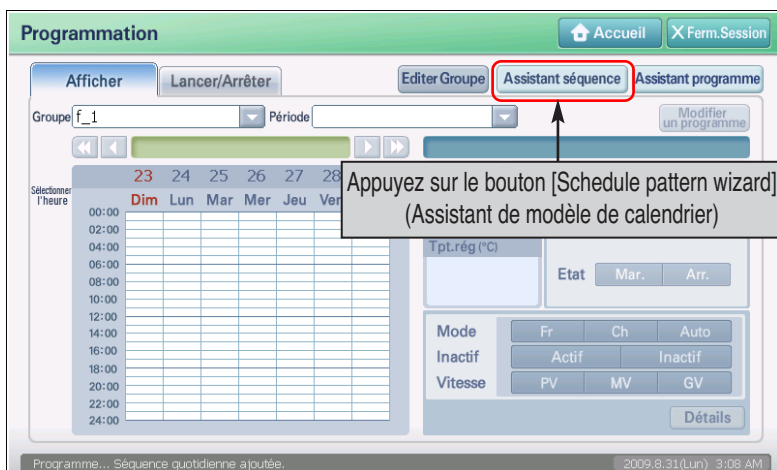 Programmation
Accueil
X Ferm.Session
Afficher
Lancer/Arrêter
Editer Groupe
Assistant séquence
Assistant programme
Groupe f_1
Période
Modifier
un programme
23 24 25 26 27 28
Sélectionner
l'heure
Dim Lun Mar Mer Jeu Ver
Appuyez sur le bouton [Schedule pattern wizard]
(Assistant de modèle de calendrier)
00:00
02:00
04:00
06:00
08:00
10:00
12:00
14:00
16:00
18:00
20:00
22:00
24:00
Tpt.rég (°C)
Etat Mar. Arr.
Mode Fr Ch Auto
Inactif Actif Inactif
Vitesse PV MV GV
Détails
Programme... Séquence quotidienne ajoutée.
2009.8.31(Lun) 3:08 AM